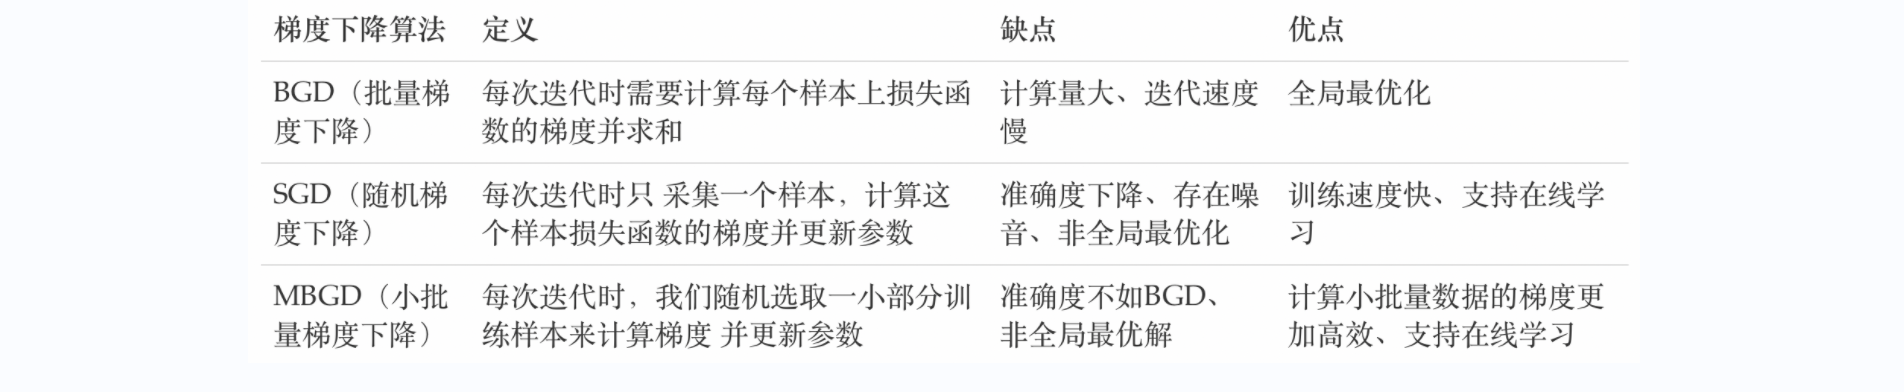 梯度下降算法 定义 缺点 优点
BGD（批量梯 每次迭代时需要计算每个样本上损失函 计算量大、迭代速度 全局最优化
度下降） 数的梯度并求和 慢
SGD（随机梯 每次迭代时只 采集一个样本，计算这 准确度下降、存在噪 训练速度快、支持在线学
度下降） 个样本损失函数的梯度并更新参数 音、非全局最优化 习
MBGD（小批 每次迭代时，我们随机选取一小部分训 准确度不如BGD、 计算小批量数据的梯度更
量梯度下降） 练样本来计算梯度 并更新参数 非全局最优解 加高效、支持在线学习